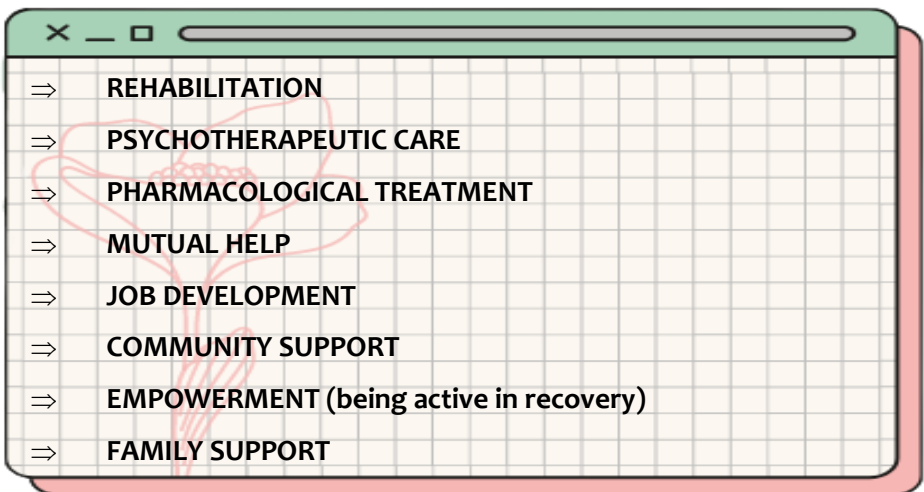 ⇒ REHABILITATION
⇒ PSYCHOTHERAPEUTIC CARE
⇒ PHARMACOLOGICAL TREATMENT
⇒ MUTUAL HELP
⇒ JOB DEVELOPMENT
⇒ COMMUNITY SUPPORT
⇒ EMPOWERMENT (being active in recovery)
⇒ FAMILY SUPPORT